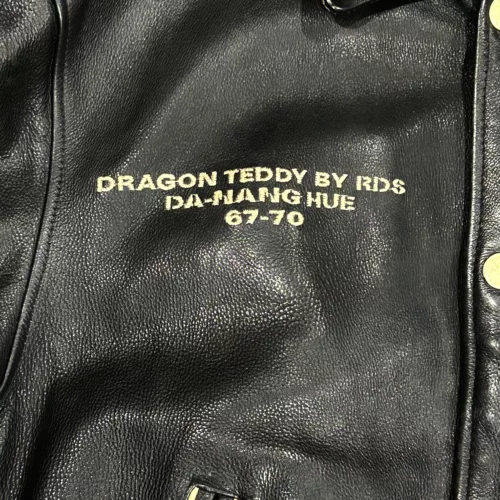 DRAGON TEDDY BY RDS
DA-NANG HUE
67-70